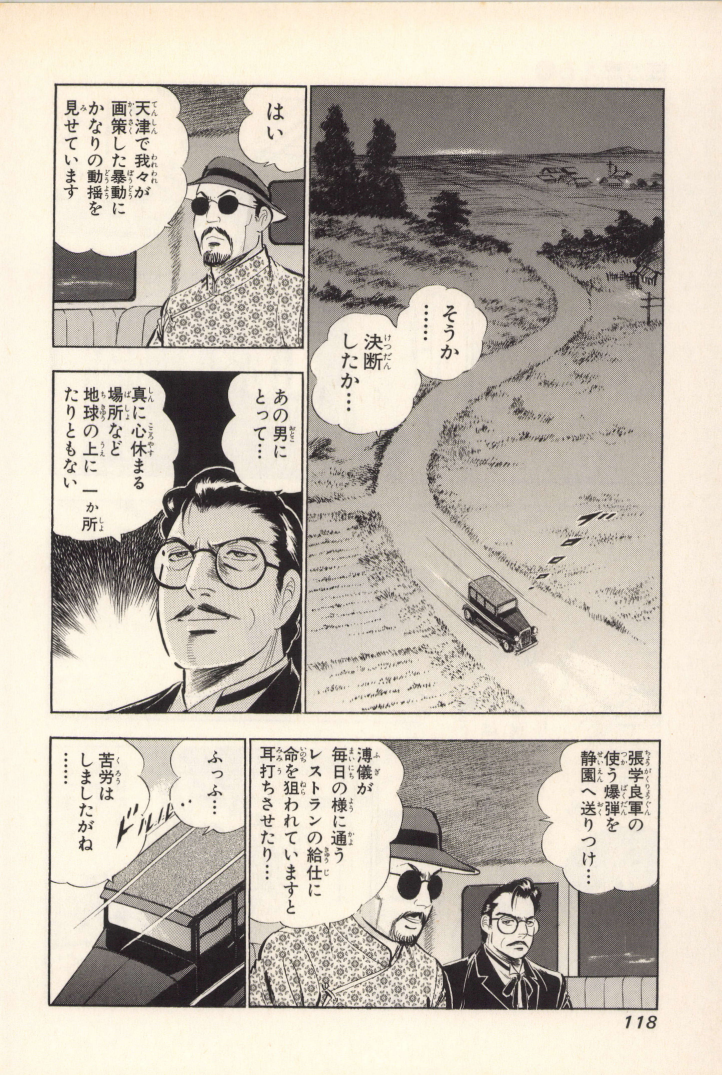 そうか
……
決断
したか…
ブロロロ
はい
天津で我々が
画策した暴動に
かなりの動揺を
見せています
あの男に
とって…
真に心休まる
場所など
地球の上に一か所
たりともない
張学良軍の
使う爆弾を
静園へ送りつけ…
溥儀が
毎日の様に通う
レストランの給仕に
命を狙われていますと
耳打ちさせたり…
ふっふ…
苦労は
しましたがね
……
118